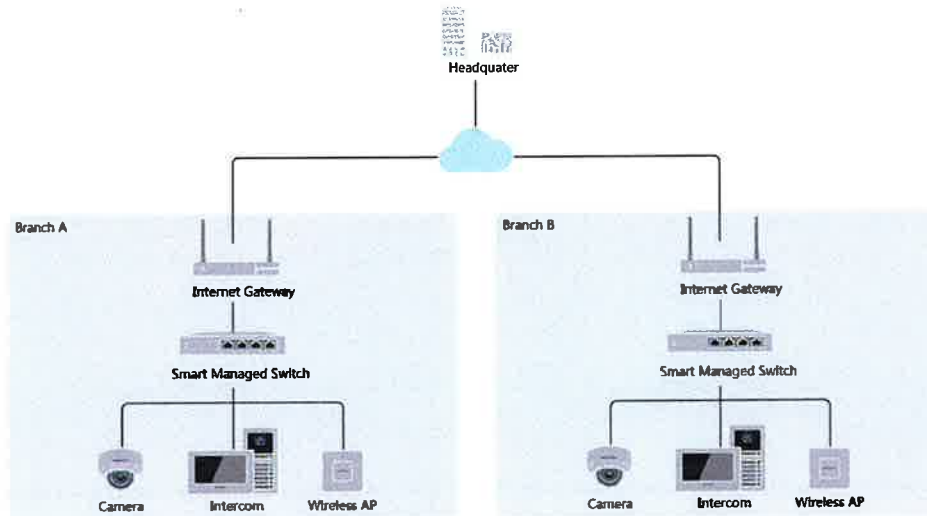 Headquater
Branch A
Branch B
Internet Gateway
Internet Gateway
Smart Managed Switch
Smart Managed Switch
Camera
Intercom
Wireless AP
Camera
Intercom
Wireless AP